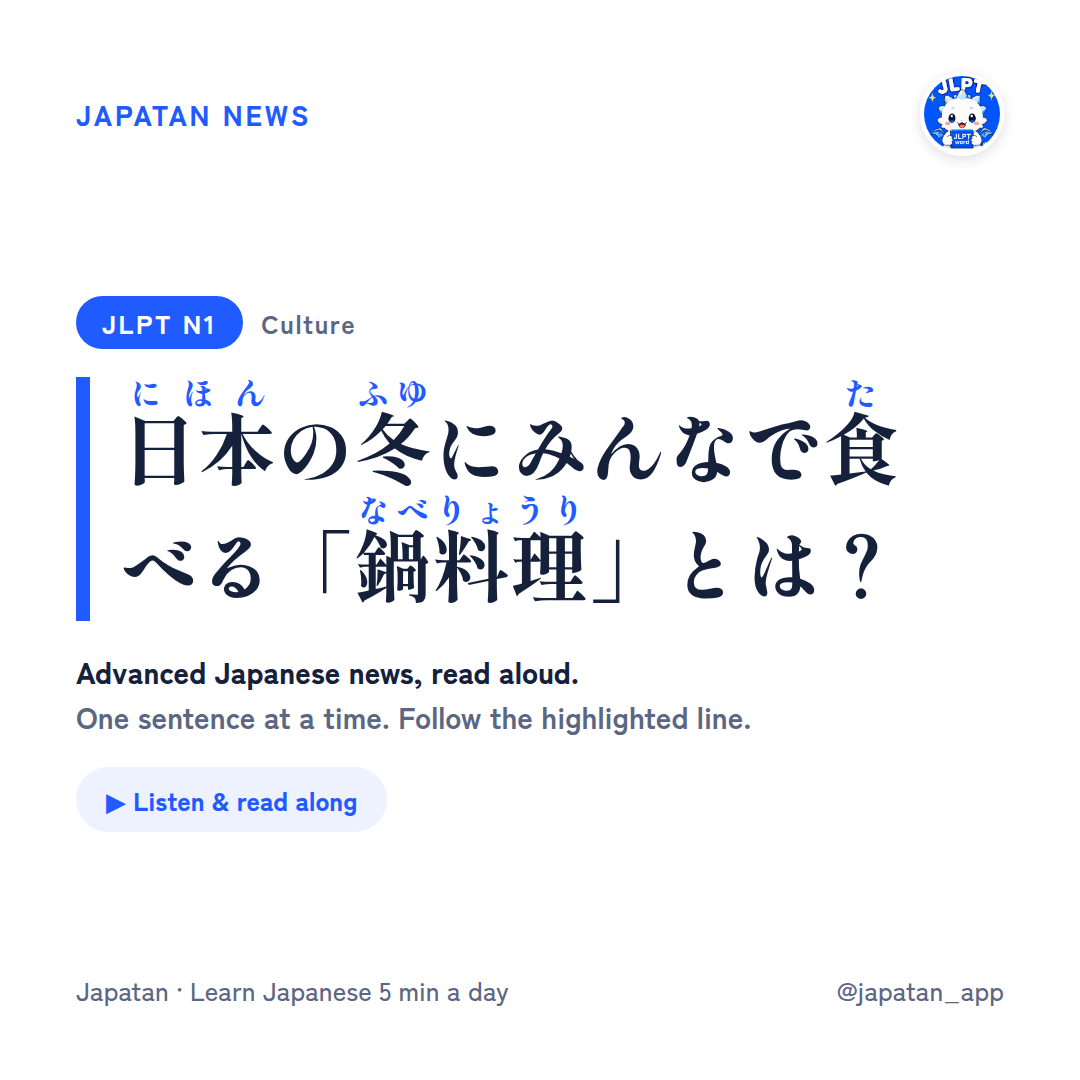 JAPATAN NEWS
JLPT
JLPT
word
JLPT N1 Culture
にほん ふゆ た
日本の冬にみんなで食
なべりょうり
べる「鍋料理」とは？
Advanced Japanese news, read aloud.
One sentence at a time. Follow the highlighted line.
▶ Listen & read along
Japatan · Learn Japanese 5 min a day
@japatan_app